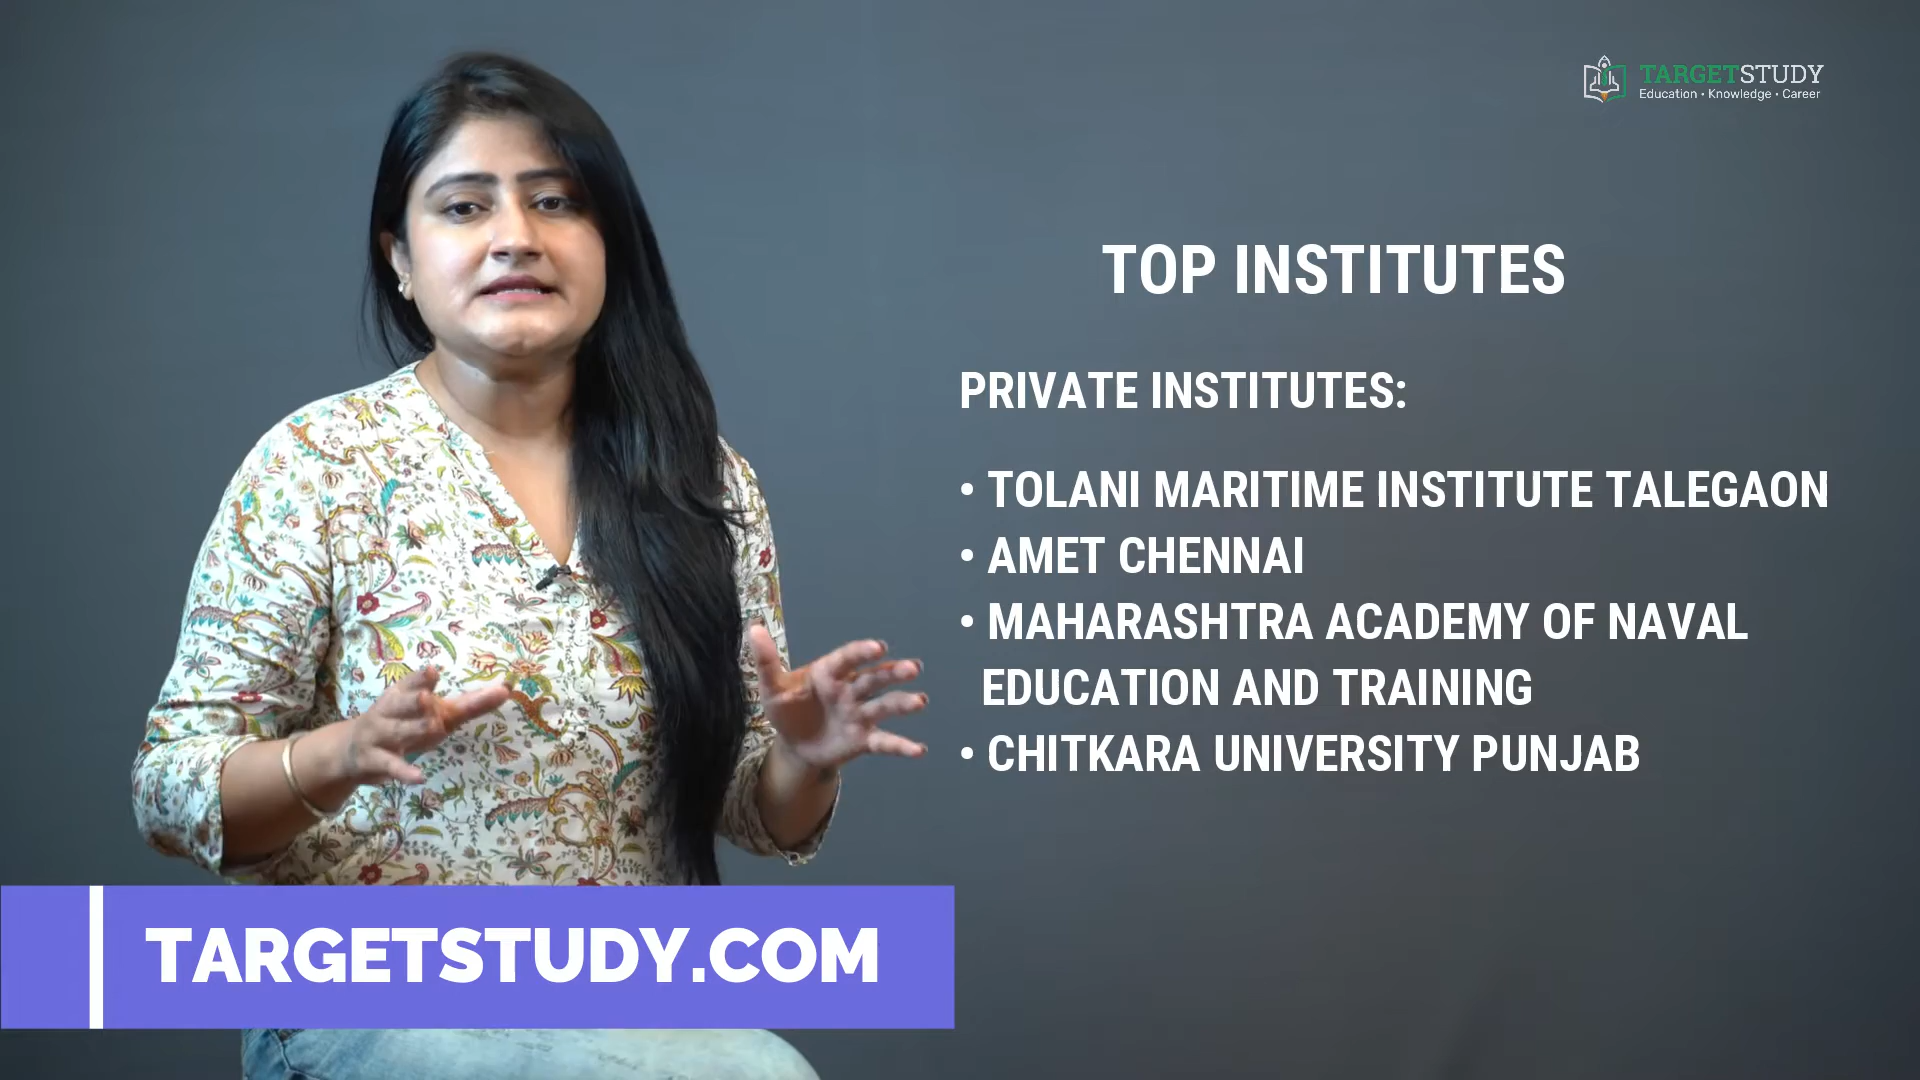 TARGETSTUDY
Education • Knowledge • Career
TOP INSTITUTES
PRIVATE INSTITUTES:
• TOLANI MARITIME INSTITUTE TALEGAON
• AMET CHENNAI
• MAHARASHTRA ACADEMY OF NAVAL
EDUCATION AND TRAINING
• CHITKARA UNIVERSITY PUNJAB
TARGETSTUDY.COM